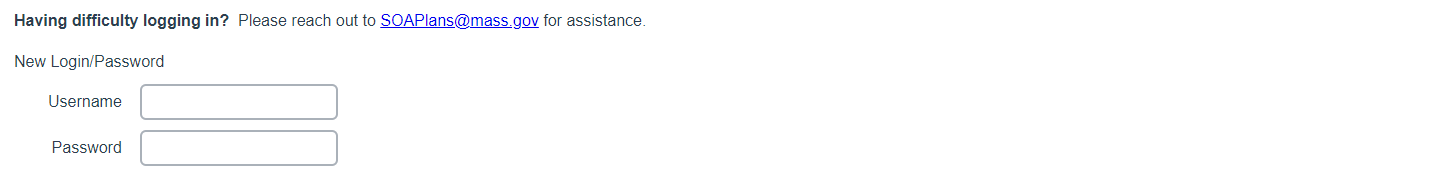 Having difficulty logging in? Please reach out to SOAPlans@mass.gov for assistance.
New Login/Password
Username
Password